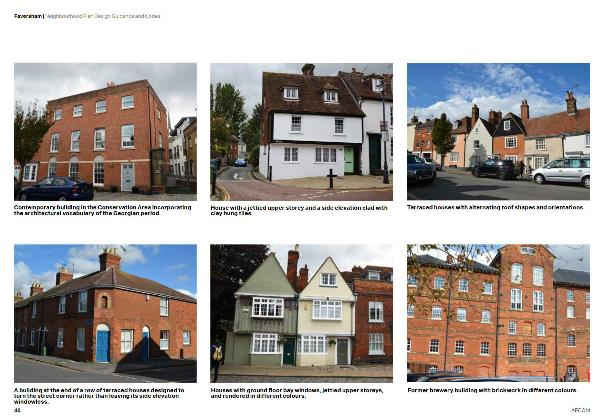 Faversham | Neighbourhood Plan Design Guidance and Codes
Contemporary building in the Conservation Area incorporating
the architectural vocabulary of the Georgian period.
House with a jettied upper storey and a side elevation clad with
clay hung tiles.
Terraced houses with alternating roof shapes and orientations.
A building at the end of a row of terraced houses designed to
turn the street corner rather than leaving its side elevation
windowless.
Houses with ground floor bay windows, jettied upper storeys,
and rendered in different colours.
Former brewery building with brickwork in different colours.
40
AECOM